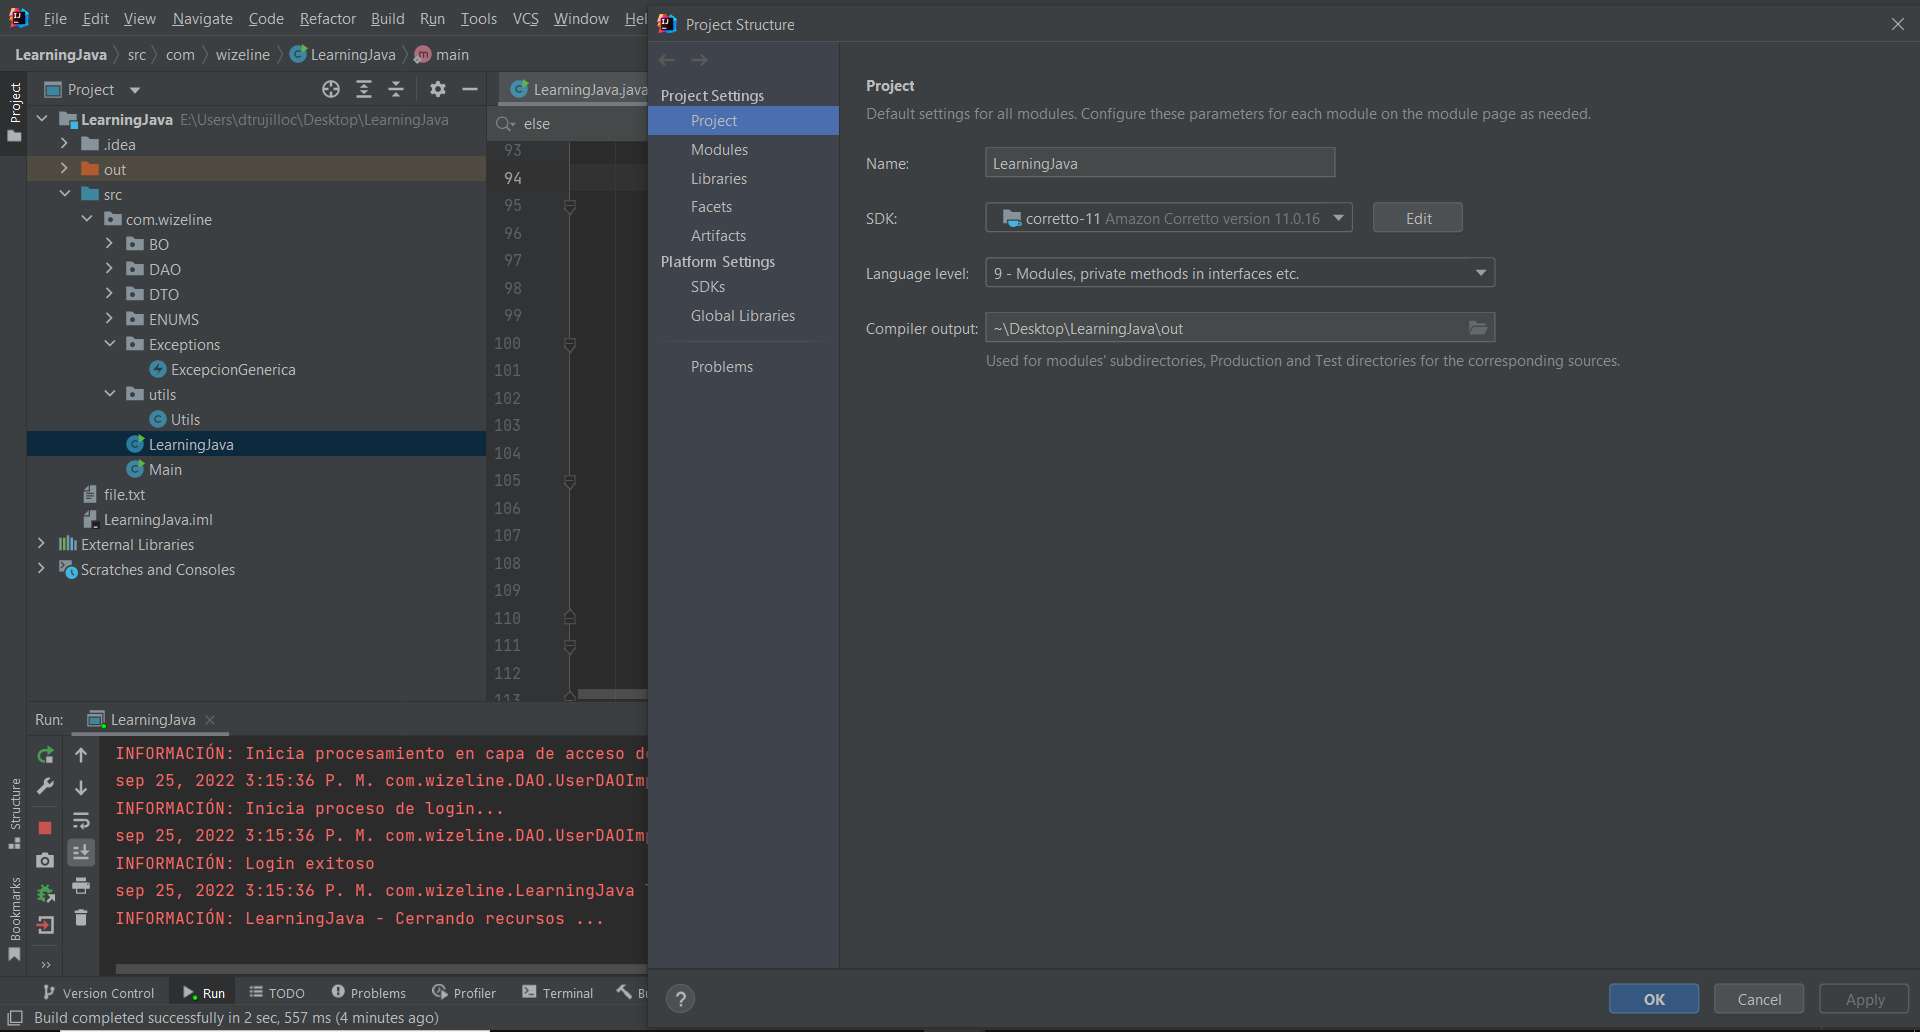 File Edit View Navigate Code Refactor Build Run Tools VCS Window
LearningJava src com wizeline LearningJava main
Project
Project
LearningJava E:\Users\dtrujilloc\Desktop\LearningJava
.idea
out
src
com.wizeline
BO
DAO
DTO
ENUMS
Exceptions
ExcepcionGenerica
utils
Utils
LearningJava
Main
file.txt
LearningJava.iml
External Libraries
Scratches and Consoles
LearningJava.java
else
93
94
95
96
97
98
99
100
101
102
103
104
105
106
107
108
109
110
111
112
113
Project Structure
Project Settings
Project
Modules
Libraries
Facets
Artifacts
Platform Settings
SDKs
Global Libraries
Problems
Project
Default settings for all modules. Configure these parameters for each module on the module page as needed.
Name: LearningJava
SDK: corretto-11 Amazon Corretto version 11.0.16 Edit
Language level: 9 - Modules, private methods in interfaces etc.
Compiler output: ~\Desktop\LearningJava\out
Used for modules' subdirectories, Production and Test directories for the corresponding sources.
? OK Cancel Apply
Run: LearningJava
INFORMACIÓN: Inicia procesamiento en capa de acceso
sep 25, 2022 3:15:36 P. M. com.wizeline.DAO.UserDAOImp
INFORMACIÓN: Inicia proceso de login...
sep 25, 2022 3:15:36 P. M. com.wizeline.DAO.UserDAOImp
INFORMACIÓN: Login exitoso
sep 25, 2022 3:15:36 P. M. com.wizeline.LearningJava
INFORMACIÓN: LearningJava - Cerrando recursos ...
Structure
Bookmarks
Version Control Run TODO Problems Profiler Terminal
Build completed successfully in 2 sec, 557 ms (4 minutes ago)